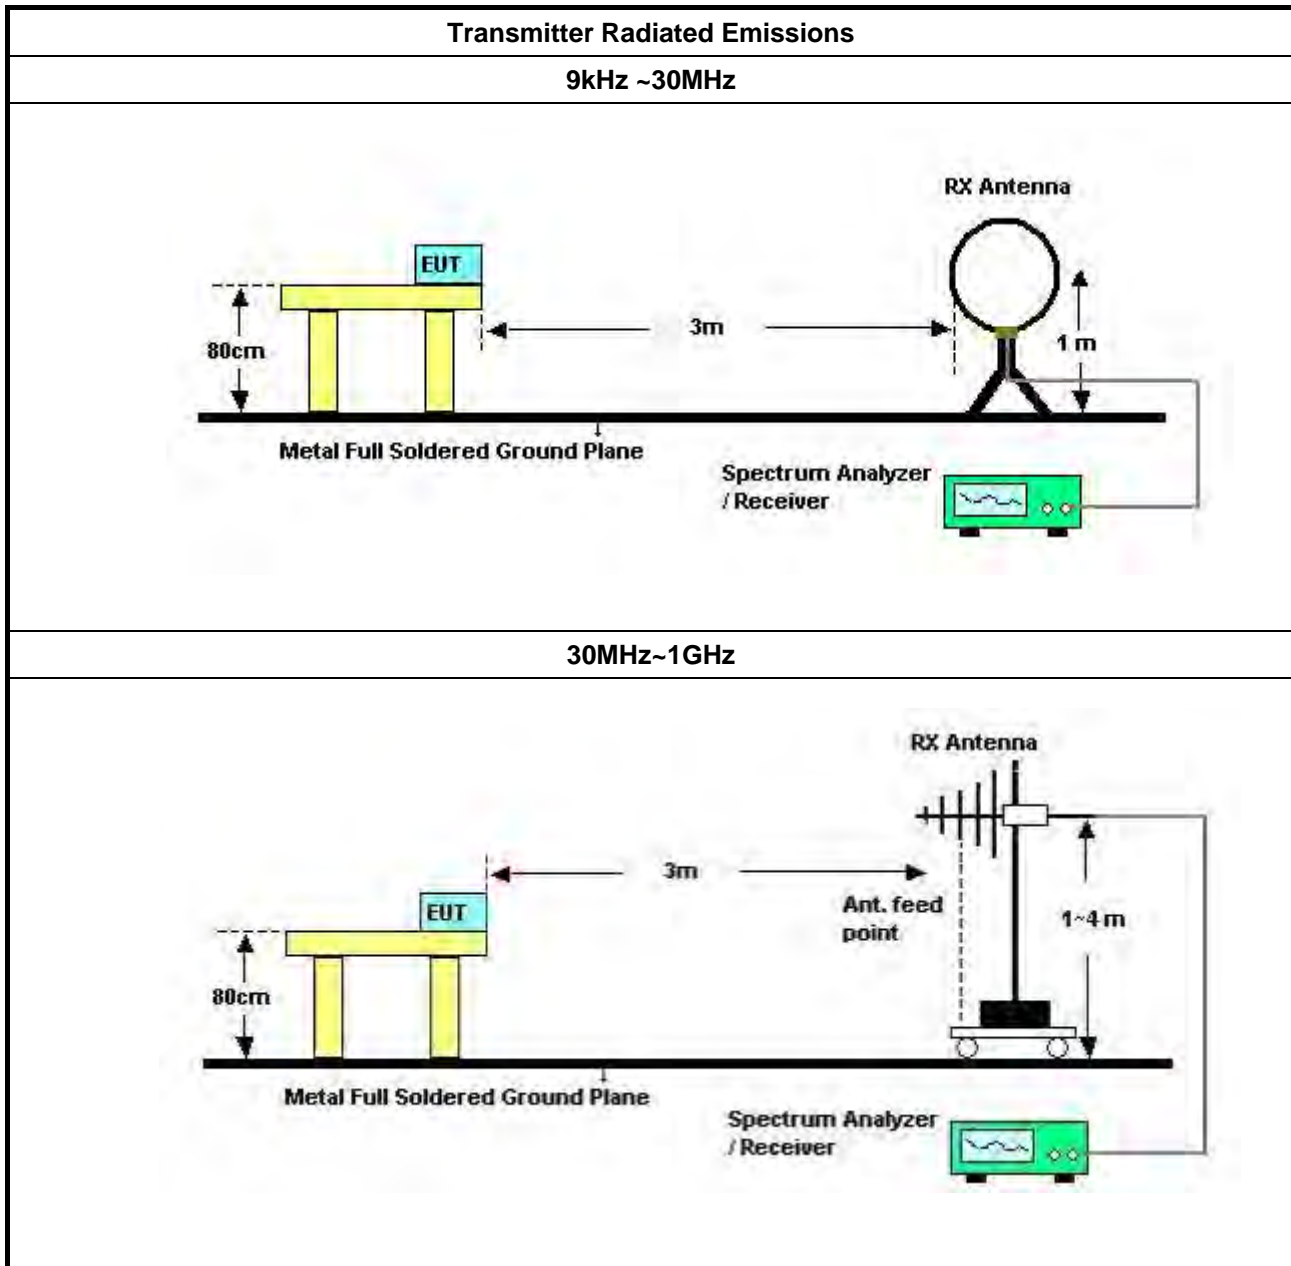 Transmitter Radiated Emissions
9kHz ~30MHz
RX Antenna
EUT
3m
80cm
1 m
Metal Full Soldered Ground Plane
Spectrum Analyzer
/ Receiver
30MHz~1GHz
RX Antenna
3m
EUT
Ant. feed
point
1~4 m
80cm
Metal Full Soldered Ground Plane
Spectrum Analyzer
/ Receiver